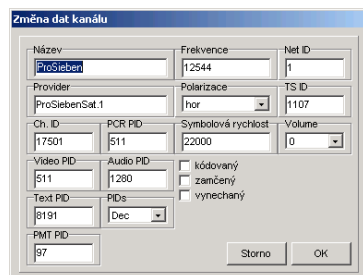 Změna dat kanálu
Název Frekvence Net ID
ProSieben 12544 1
Provider Polarizace TS ID
ProSiebenSat.1 hor 1107
Ch. ID PCR PID Symbolová rychlost Volume
17501 511 22000 0
Video PID Audio PID
511 1280
kódovaný
zamčený
vynechaný
Text PID PIDs
8191 Dec
PMT PID
97
Storno OK